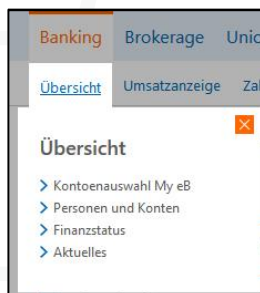 Banking Brokerage
Übersicht Umsatzanzeige
Übersicht
Kontoenauswahl My eB
Personen und Konten
Finanzstatus
Aktuelles